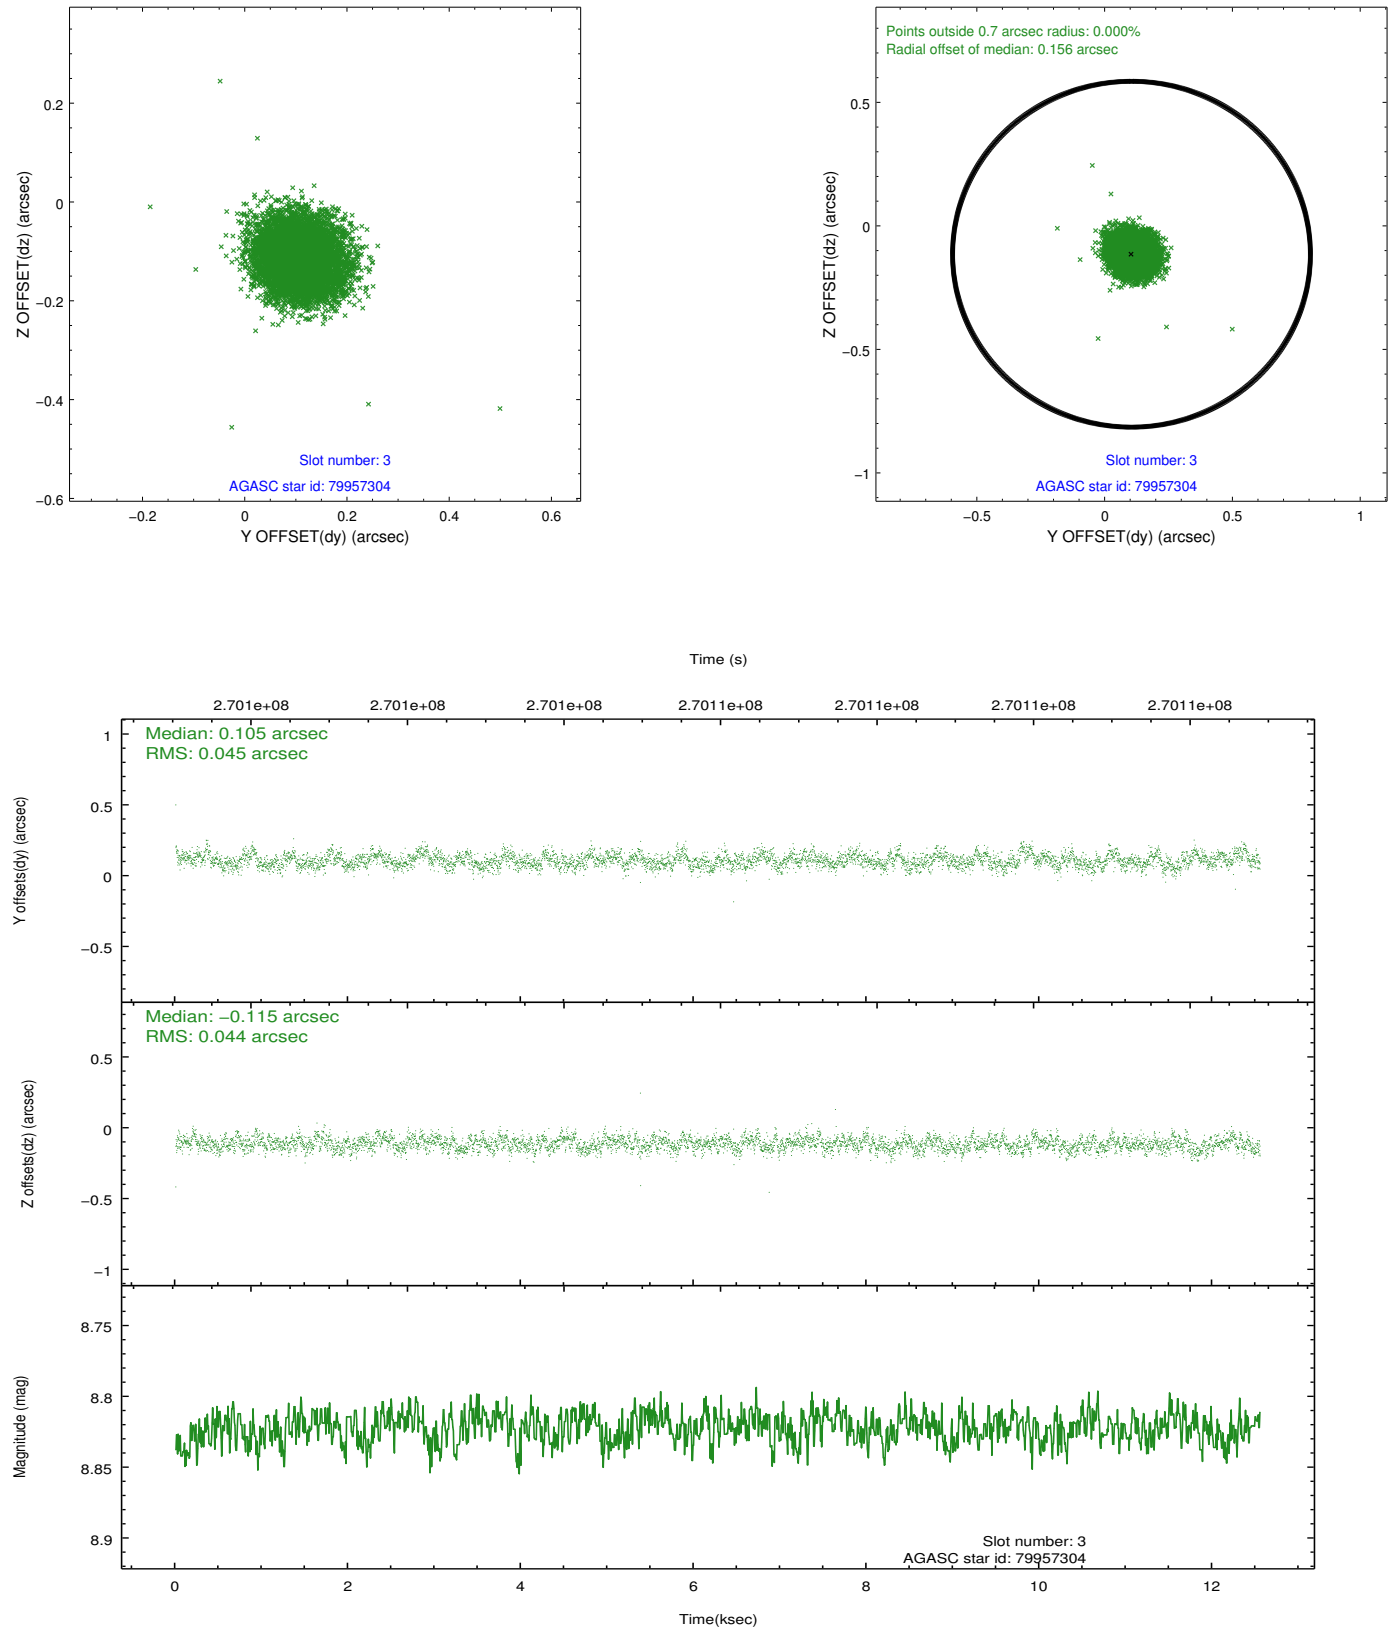 0.2
0
−0.2
−0.4
−0.6
Z OFFSET(dz) (arcsec)
Slot number: 3
AGASC star id: 79957304
−0.2
0
0.2
0.4
0.6
Y OFFSET(dy) (arcsec)
Points outside 0.7 arcsec radius: 0.000%
Radial offset of median: 0.156 arcsec
0.5
0
−0.5
−1
Z OFFSET(dz) (arcsec)
Slot number: 3
AGASC star id: 79957304
−0.5
0
0.5
1
Y OFFSET(dy) (arcsec)
Time (s)
2.701e+08
2.701e+08
2.701e+08
2.7011e+08
2.7011e+08
2.7011e+08
2.7011e+08
Median: 0.105 arcsec
RMS: 0.045 arcsec
1
0.5
0
−0.5
Y offsets(dy) (arcsec)
Median: −0.115 arcsec
RMS: 0.044 arcsec
0.5
0
−0.5
−1
Z offsets(dz) (arcsec)
8.75
8.8
8.85
8.9
Magnitude (mag)
Slot number: 3
AGASC star id: 79957304
0
2
4
6
8
10
12
Time(ksec)